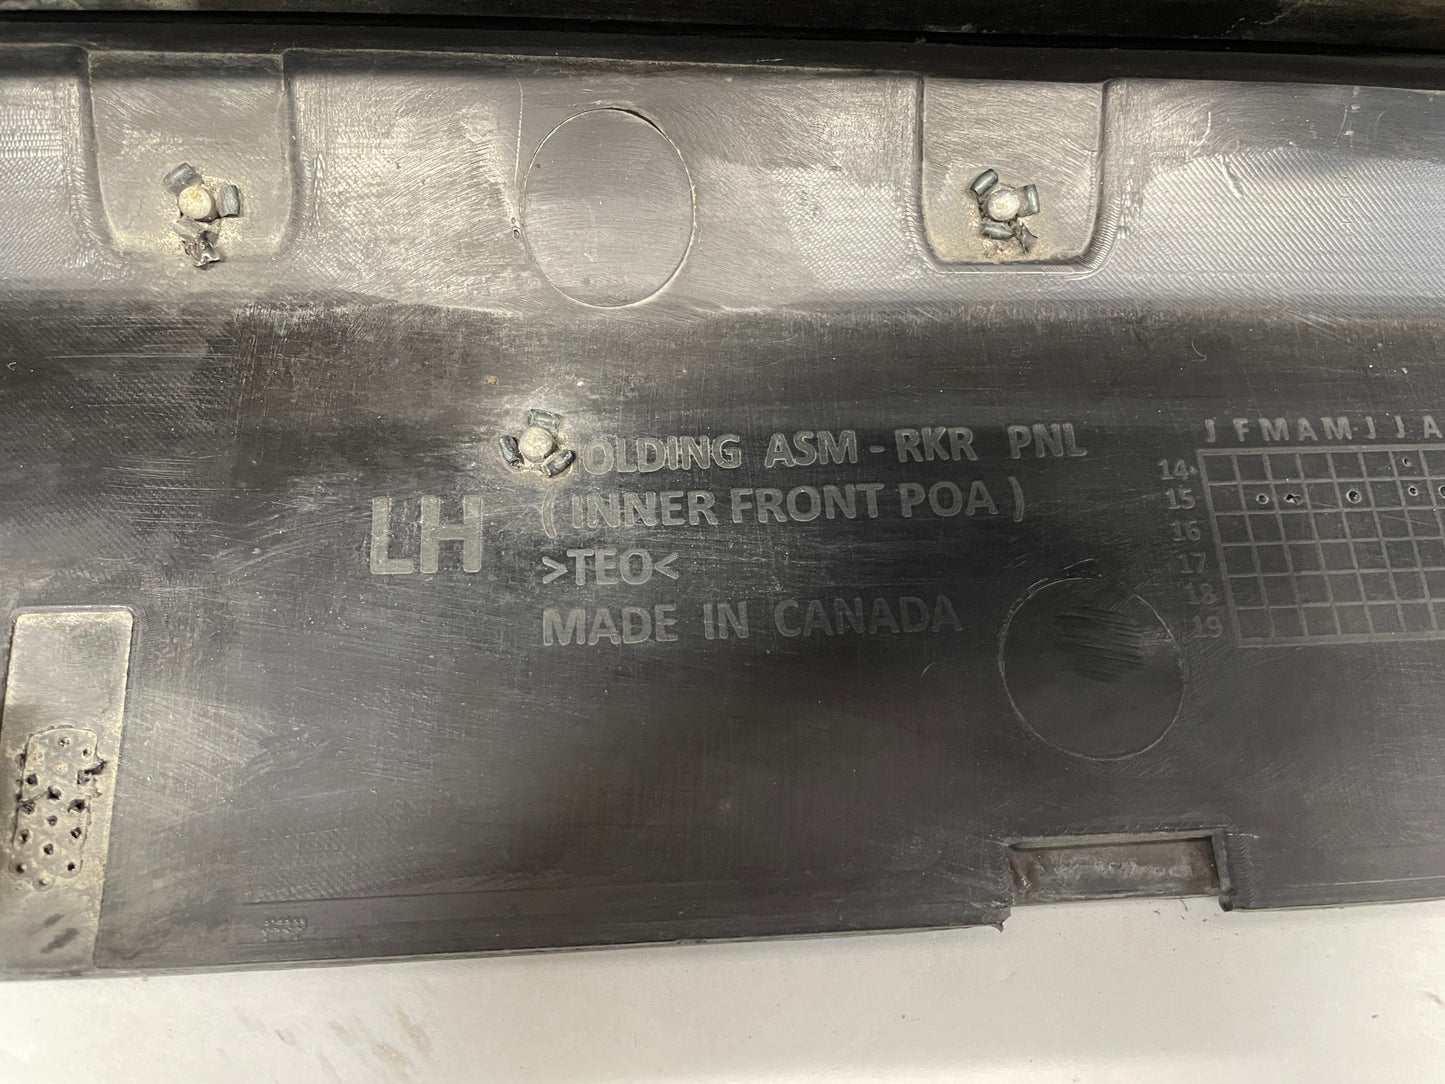 OLDING ASM - RKR PNL
LH
( INNER FRONT POA )
>TEO<
MADE IN CANADA
J F M A M J J A
14
15
16
17
18
19